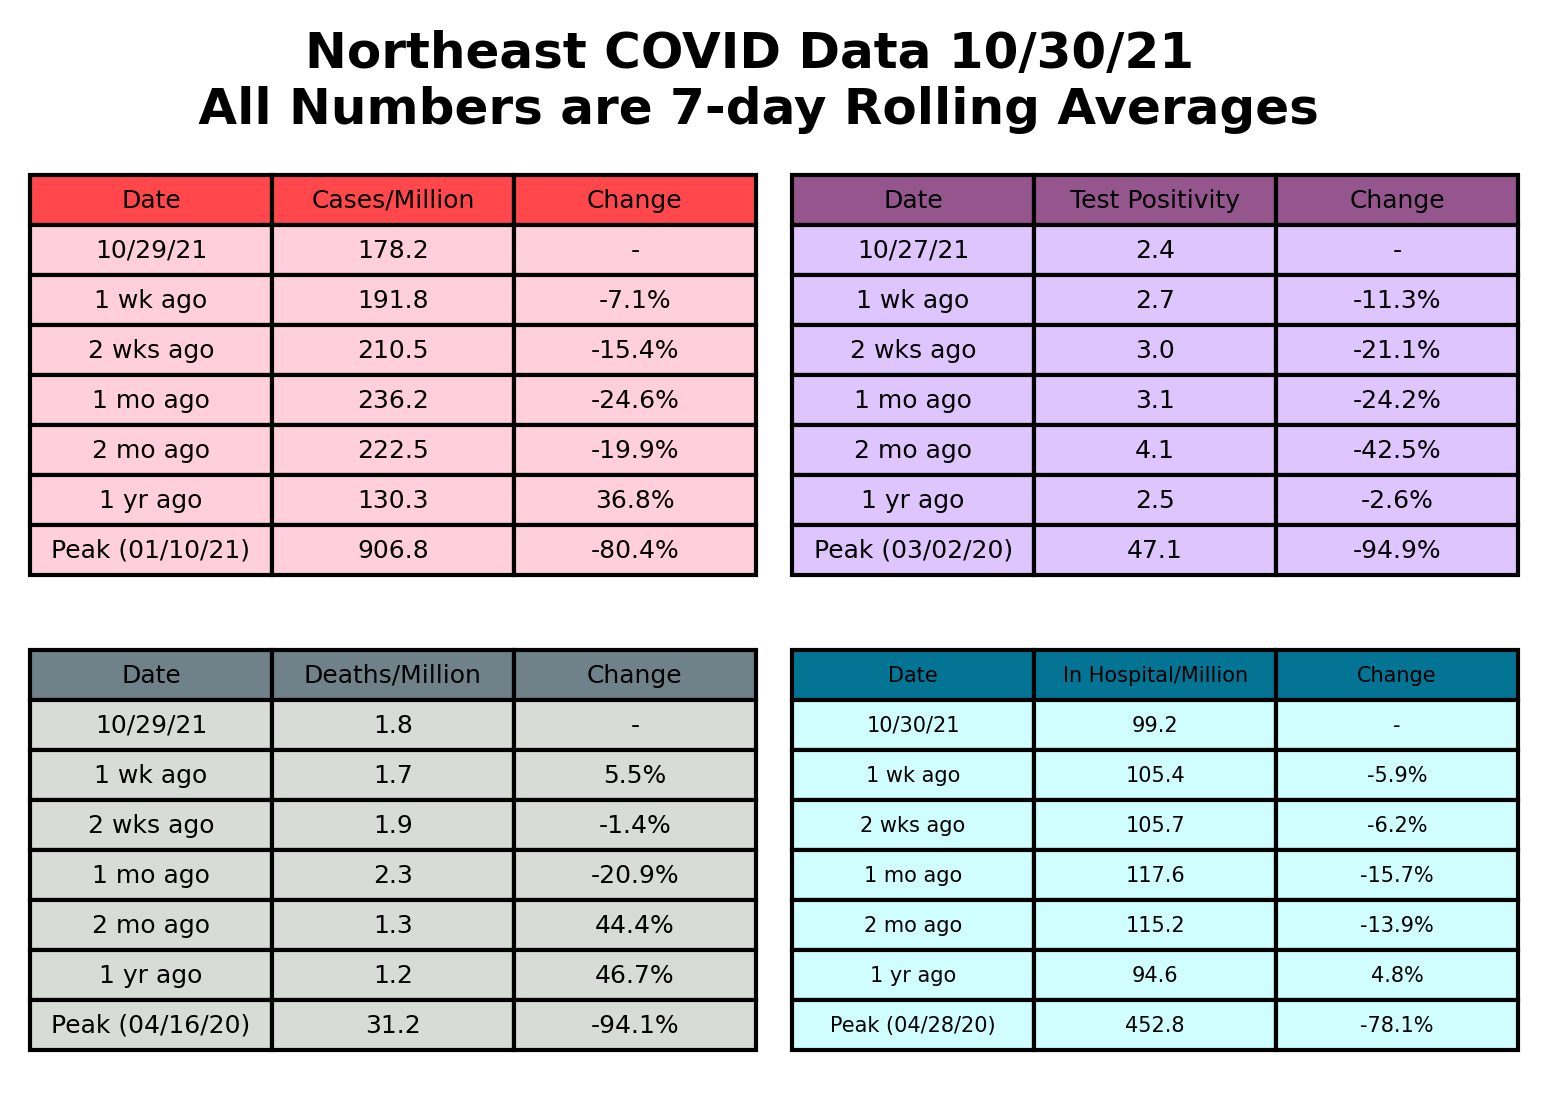 Northeast COVID Data 10/30/21
All Numbers are 7-day Rolling Averages
Date Cases/Million Change
10/29/21 178.2 -
1 wk ago 191.8 -7.1%
2 wks ago 210.5 -15.4%
1 mo ago 236.2 -24.6%
2 mo ago 222.5 -19.9%
1 yr ago 130.3 36.8%
Peak (01/10/21) 906.8 -80.4%
Date Test Positivity Change
10/27/21 2.4 -
1 wk ago 2.7 -11.3%
2 wks ago 3.0 -21.1%
1 mo ago 3.1 -24.2%
2 mo ago 4.1 -42.5%
1 yr ago 2.5 -2.6%
Peak (03/02/20) 47.1 -94.9%
Date Deaths/Million Change
10/29/21 1.8 -
1 wk ago 1.7 5.5%
2 wks ago 1.9 -1.4%
1 mo ago 2.3 -20.9%
2 mo ago 1.3 44.4%
1 yr ago 1.2 46.7%
Peak (04/16/20) 31.2 -94.1%
Date In Hospital/Million Change
10/30/21 99.2 -
1 wk ago 105.4 -5.9%
2 wks ago 105.7 -6.2%
1 mo ago 117.6 -15.7%
2 mo ago 115.2 -13.9%
1 yr ago 94.6 4.8%
Peak (04/28/20) 452.8 -78.1%